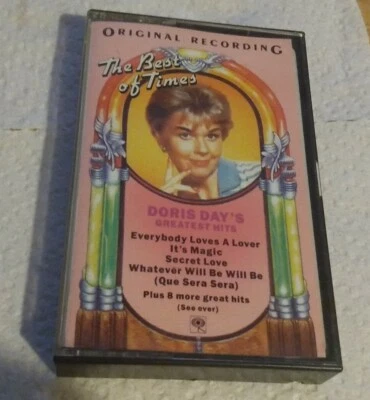 ORIGINAL RECORDING
The Best
of Times
DORIS DAY'S
GREATEST HITS
Everybody Loves A Lover
It's Magic
Secret Love
Whatever Will Be Will Be
(Que Sera Sera)
Plus 8 more great hits
(See over)